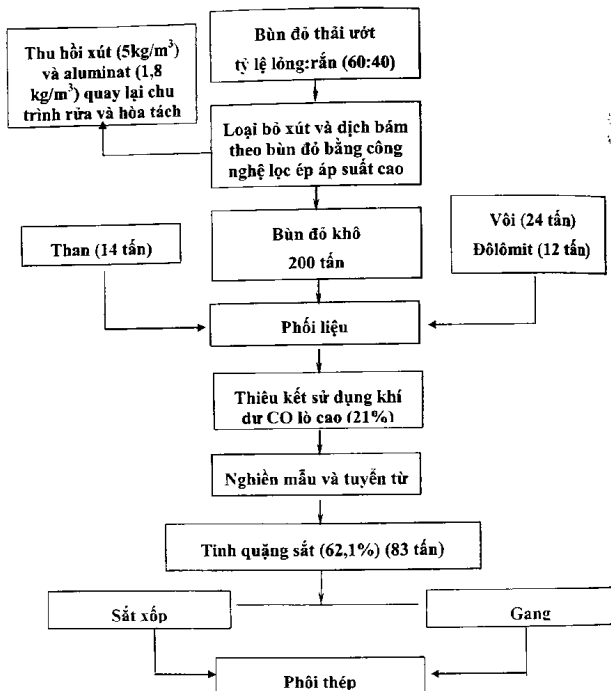 Bùn đỏ thải ướt
tỷ lệ lỏng:rắn (60:40)
Thu hồi xút (5kg/m³)
và aluminat (1,8
kg/m³) quay lại chu
trình rửa và hòa tách
Loại bỏ xút và dịch bám
theo bùn đỏ bằng công
nghệ lọc ép áp suất cao
Bùn đỏ khô
200 tấn
Than (14 tấn)
Vôi (24 tấn)
Đôlômit (12 tấn)
Phối liệu
Thiêu kết sử dụng khí
dư CO lò cao (21%)
Nghiền mẫu và tuyển từ
Tinh quặng sắt (62,1%) (83 tấn)
Sắt xốp
Gang
Phôi thép